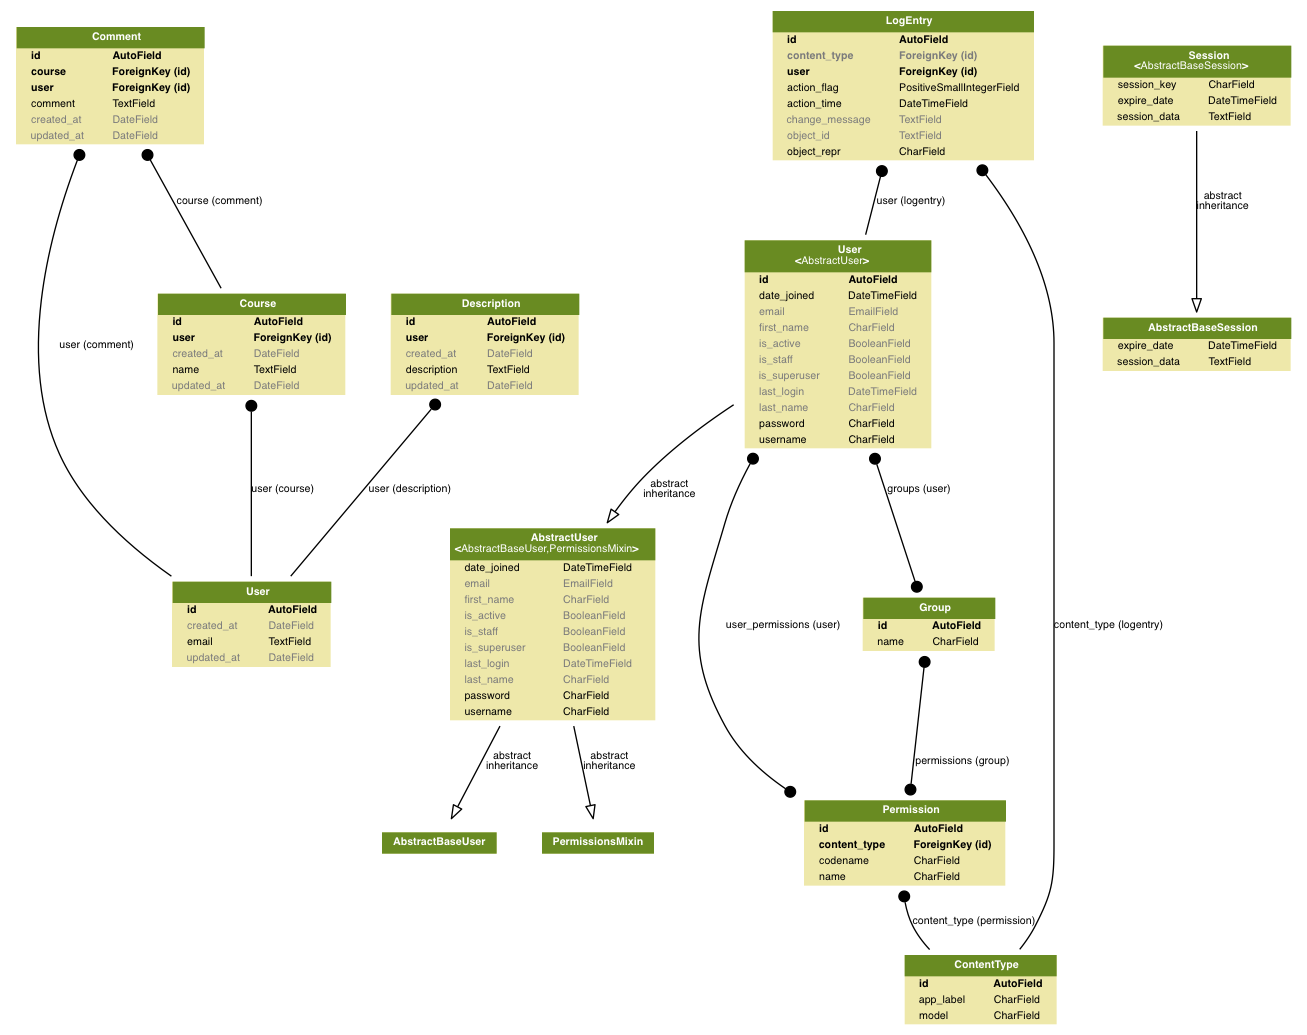 Comment
id AutoField
course ForeignKey (id)
user ForeignKey (id)
comment TextField
created_at DateField
updated_at DateField
user (comment)
course (comment)
Course
id AutoField
user ForeignKey (id)
created_at DateField
name TextField
updated_at DateField
Description
id AutoField
user ForeignKey (id)
created_at DateField
description TextField
updated_at DateField
user (course)
user (description)
User
id AutoField
created_at DateField
email TextField
updated_at DateField
LogEntry
id AutoField
content_type ForeignKey (id)
user ForeignKey (id)
action_flag PositiveSmallIntegerField
action_time DateTimeField
change_message TextField
object_id TextField
object_repr CharField
user (logentry)
User
<AbstractUser>
id AutoField
date_joined DateTimeField
email EmailField
first_name CharField
is_active BooleanField
is_staff BooleanField
is_superuser BooleanField
last_login DateTimeField
last_name CharField
password CharField
username CharField
abstract
inheritance
groups (user)
AbstractUser
<AbstractBaseUser,PermissionsMixin>
date_joined DateTimeField
email EmailField
first_name CharField
is_active BooleanField
is_staff BooleanField
is_superuser BooleanField
last_login DateTimeField
last_name CharField
password CharField
username CharField
abstract
inheritance
abstract
inheritance
AbstractBaseUser
PermissionsMixin
user_permissions (user)
Group
id AutoField
name CharField
content_type (logentry)
permissions (group)
Permission
id AutoField
content_type ForeignKey (id)
codename CharField
name CharField
content_type (permission)
ContentType
id AutoField
app_label CharField
model CharField
Session
<AbstractBaseSession>
session_key CharField
expire_date DateTimeField
session_data TextField
abstract
inheritance
AbstractBaseSession
expire_date DateTimeField
session_data TextField